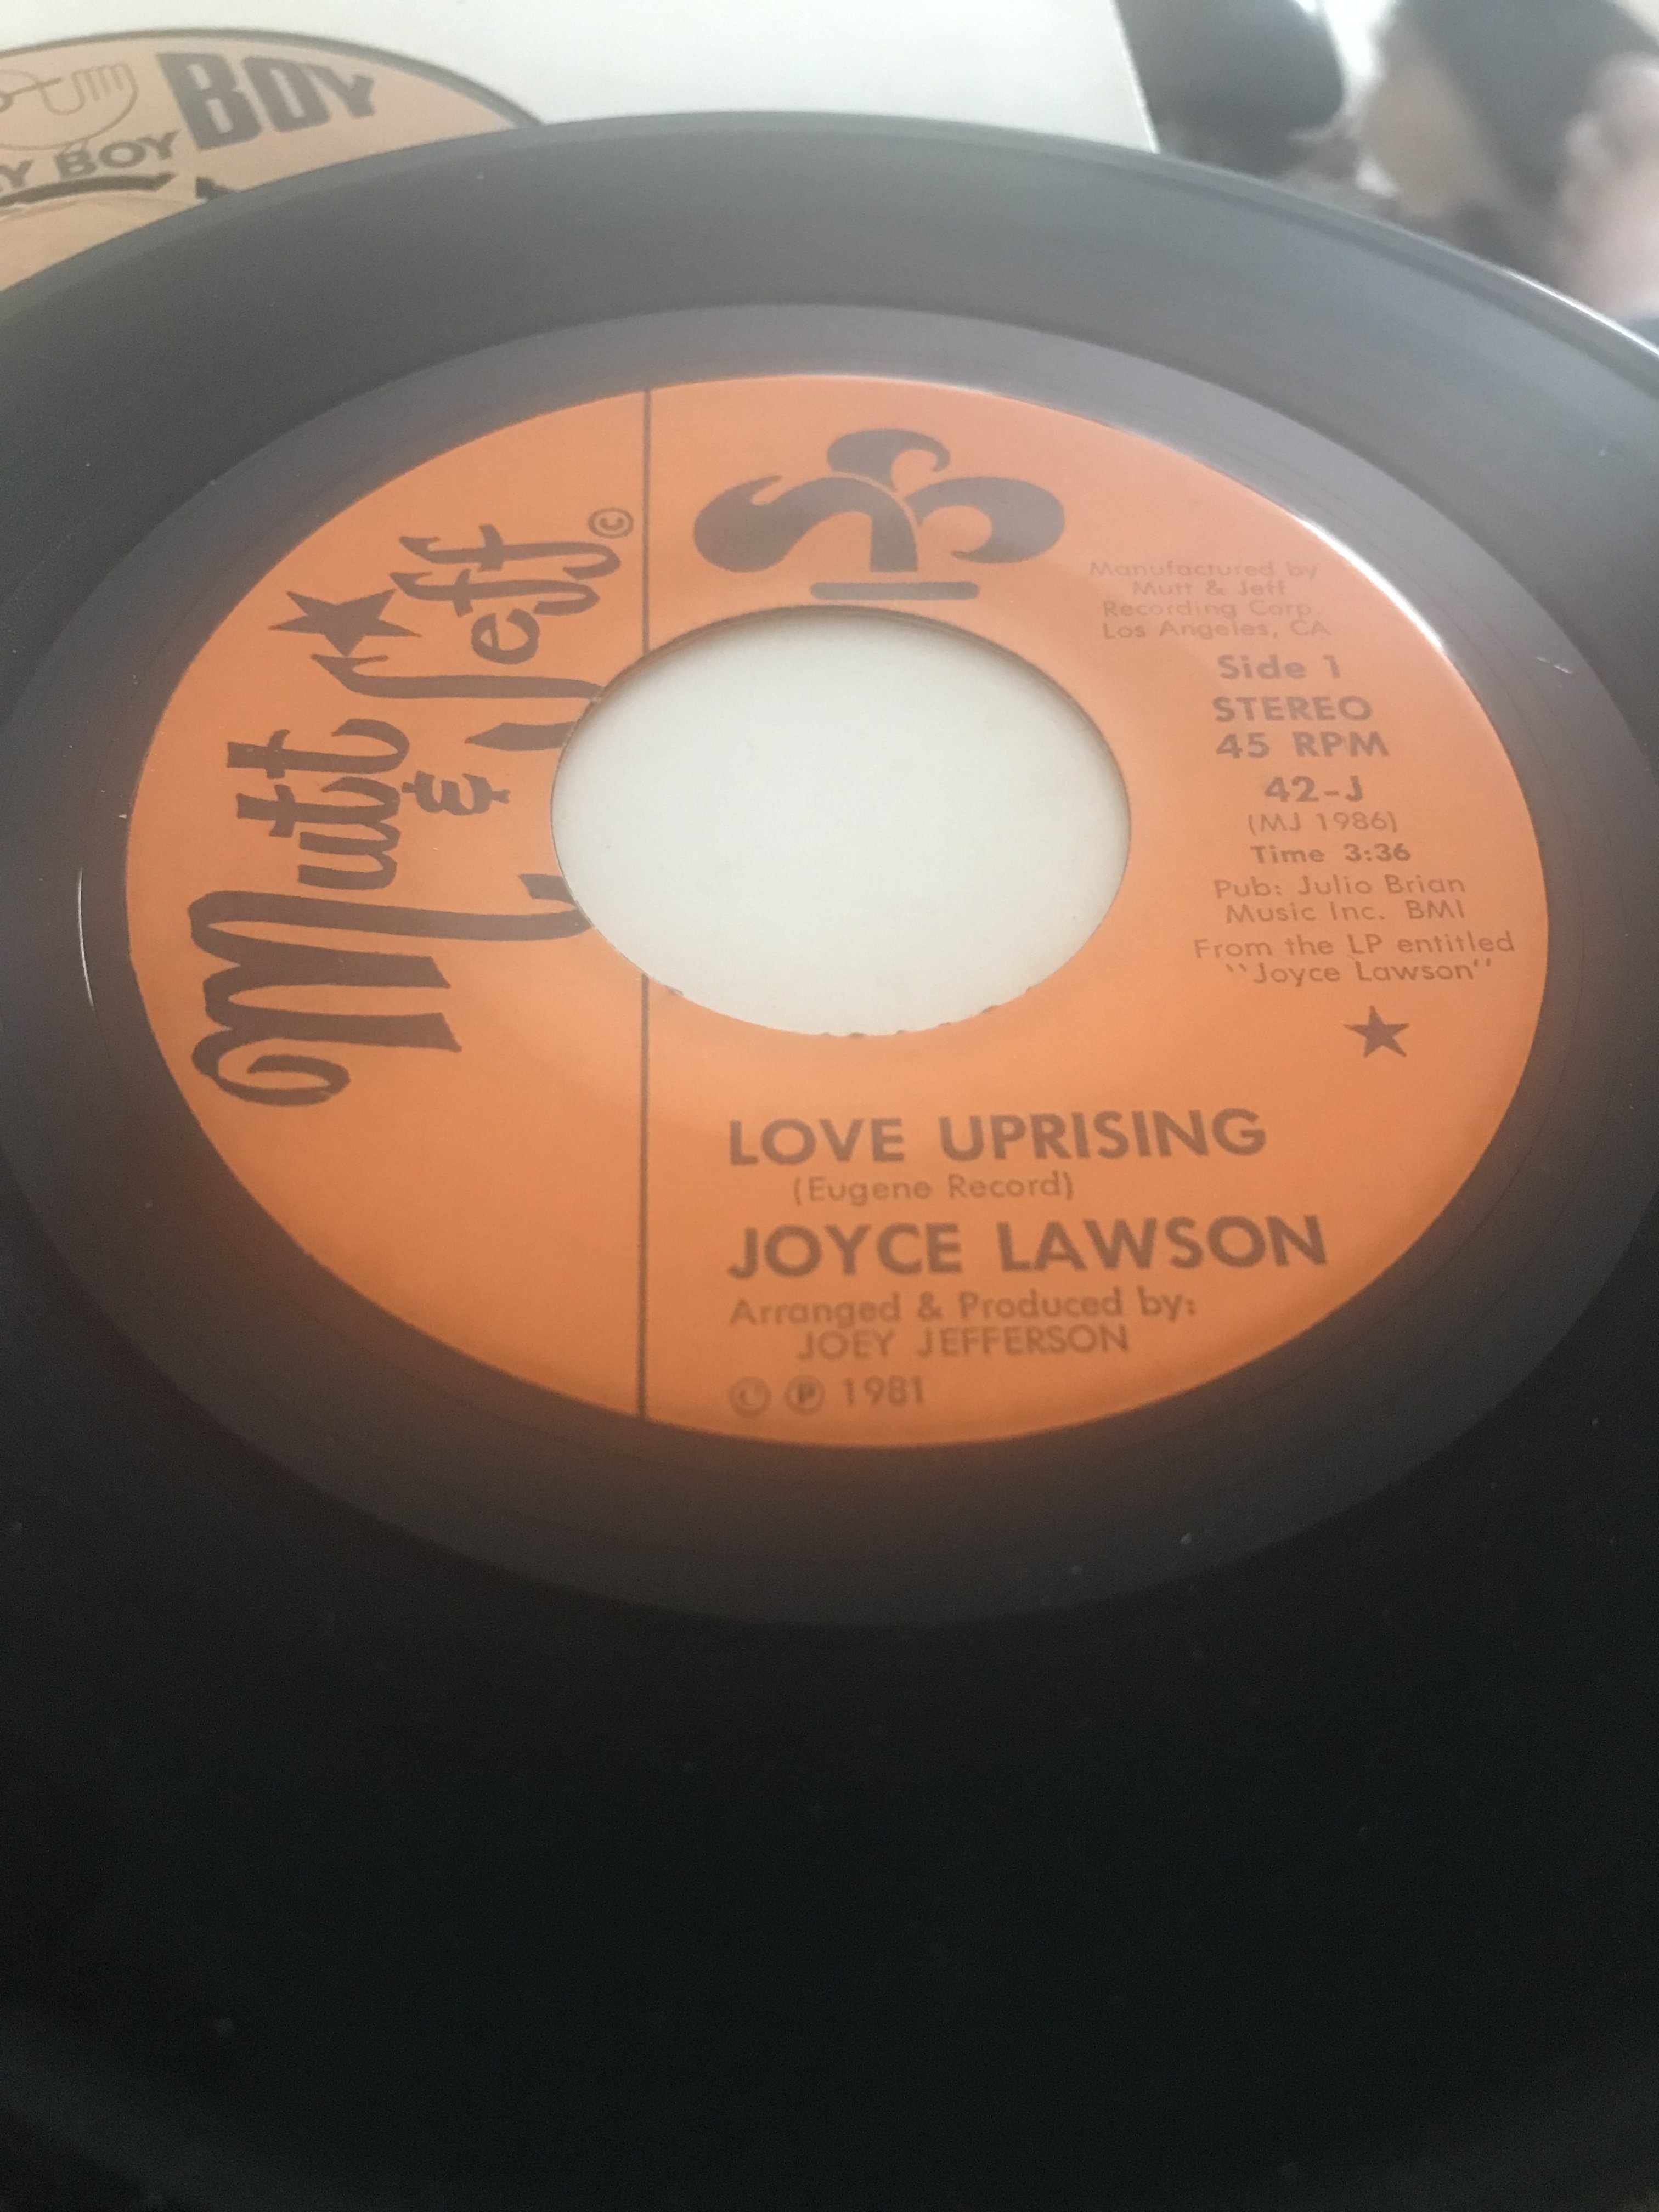 BOY
Y BOY
Mutt
& Jeff ©
Manufactured by
Mutt & Jeff
Recording Corp.
Los Angeles, CA
Side 1
STEREO
45 RPM
42-J
(MJ 1986)
Time 3:36
Pub: Julio Brian
Music Inc. BMI
From the LP entitled
"Joyce Lawson"
LOVE UPRISING
(Eugene Record)
JOYCE LAWSON
Arranged & Produced by:
JOEY JEFFERSON
© ℗ 1981